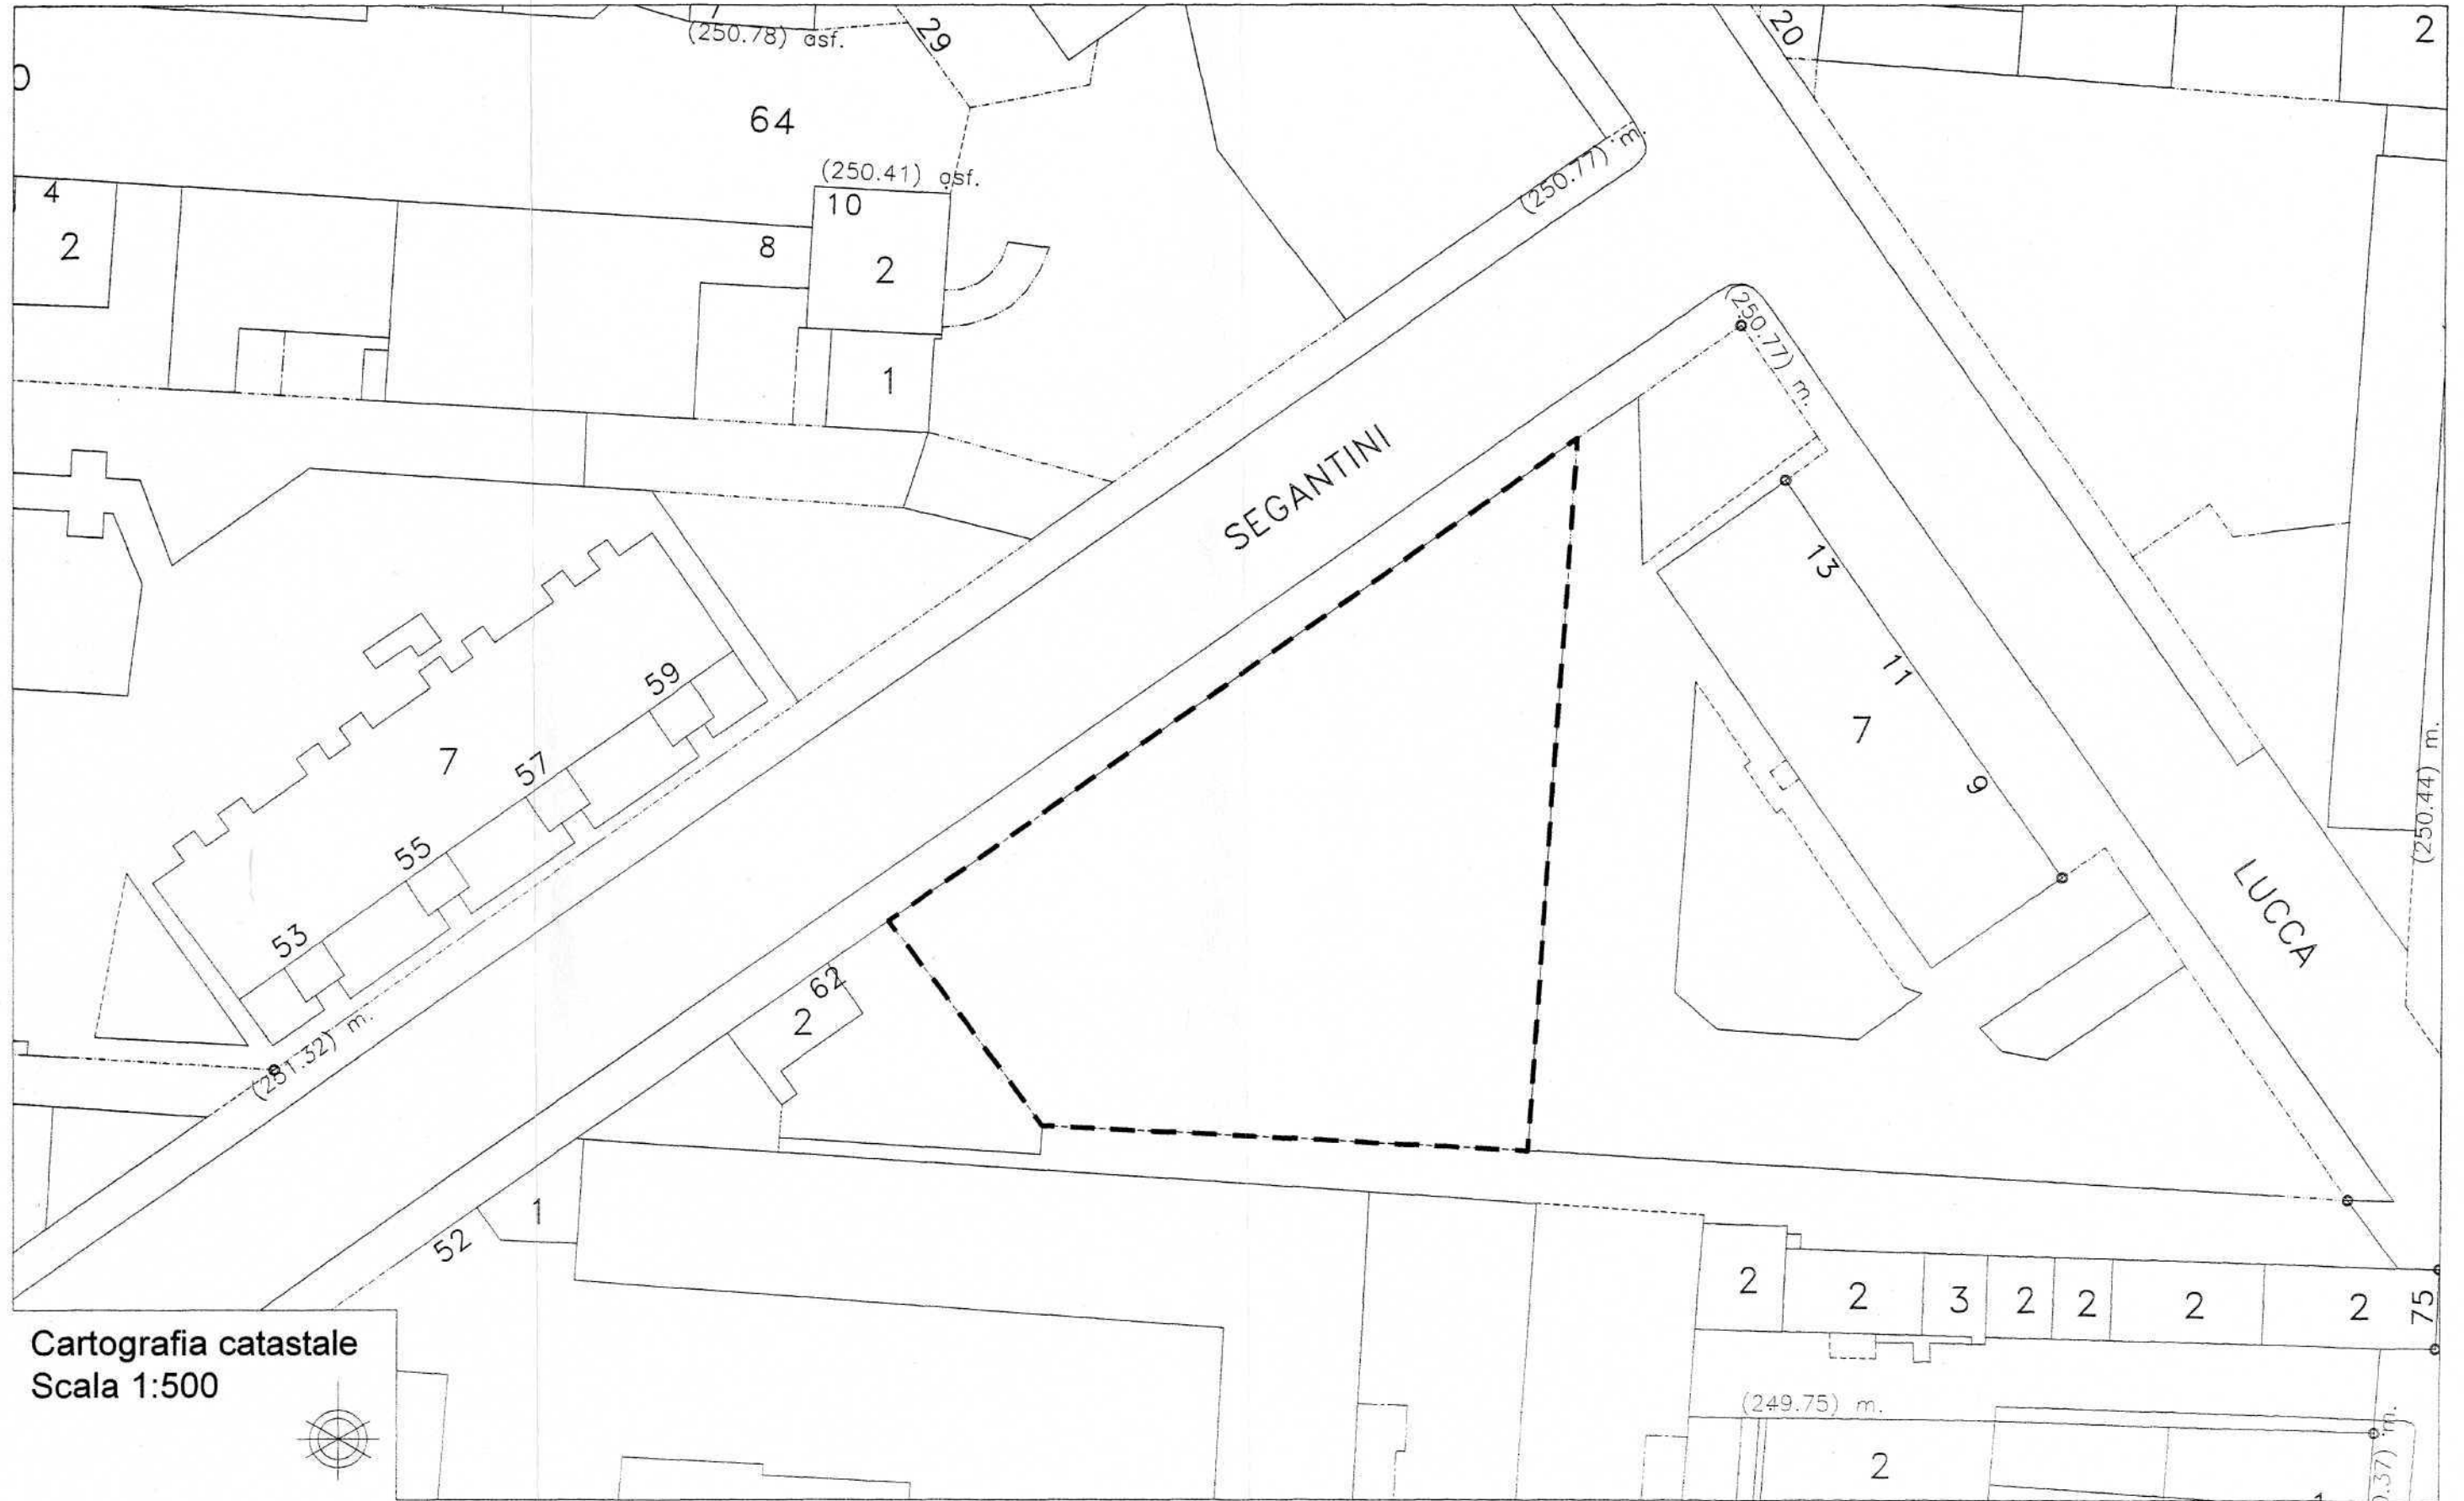 (250.78) asf.
29
20
2
64
(250.41) asf.
(250.77) m.
4
2
10
8
2
1
(250.77) m.
SEGANTINI
13
11
7
9
59
57
7
55
53
(250.44) m.
LUCCA
62
2
(251.32) m.
1
52
2
2
3
2
2
2
2
75
Cartografia catastale
Scala 1:500
(249.75) m.
2